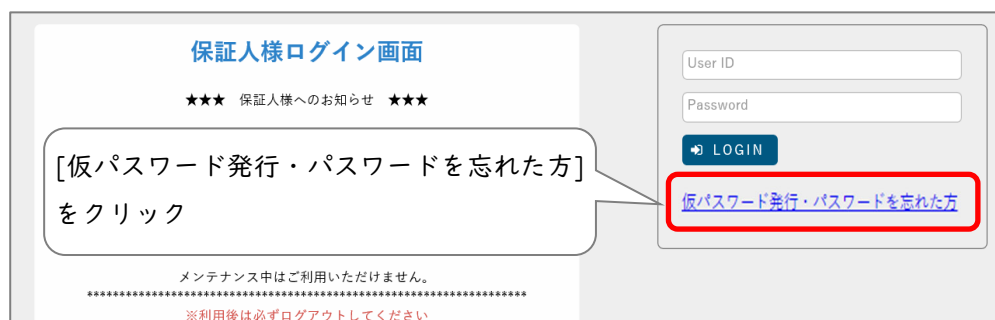 保証人様ログイン画面
★★★ 保証人様へのお知らせ ★★★
[仮パスワード発行・パスワードを忘れた方]
をクリック
メンテナンス中はご利用いただけません。
********************************************************************
※利用後は必ずログアウトしてください
User ID
Password
LOGIN
仮パスワード発行・パスワードを忘れた方